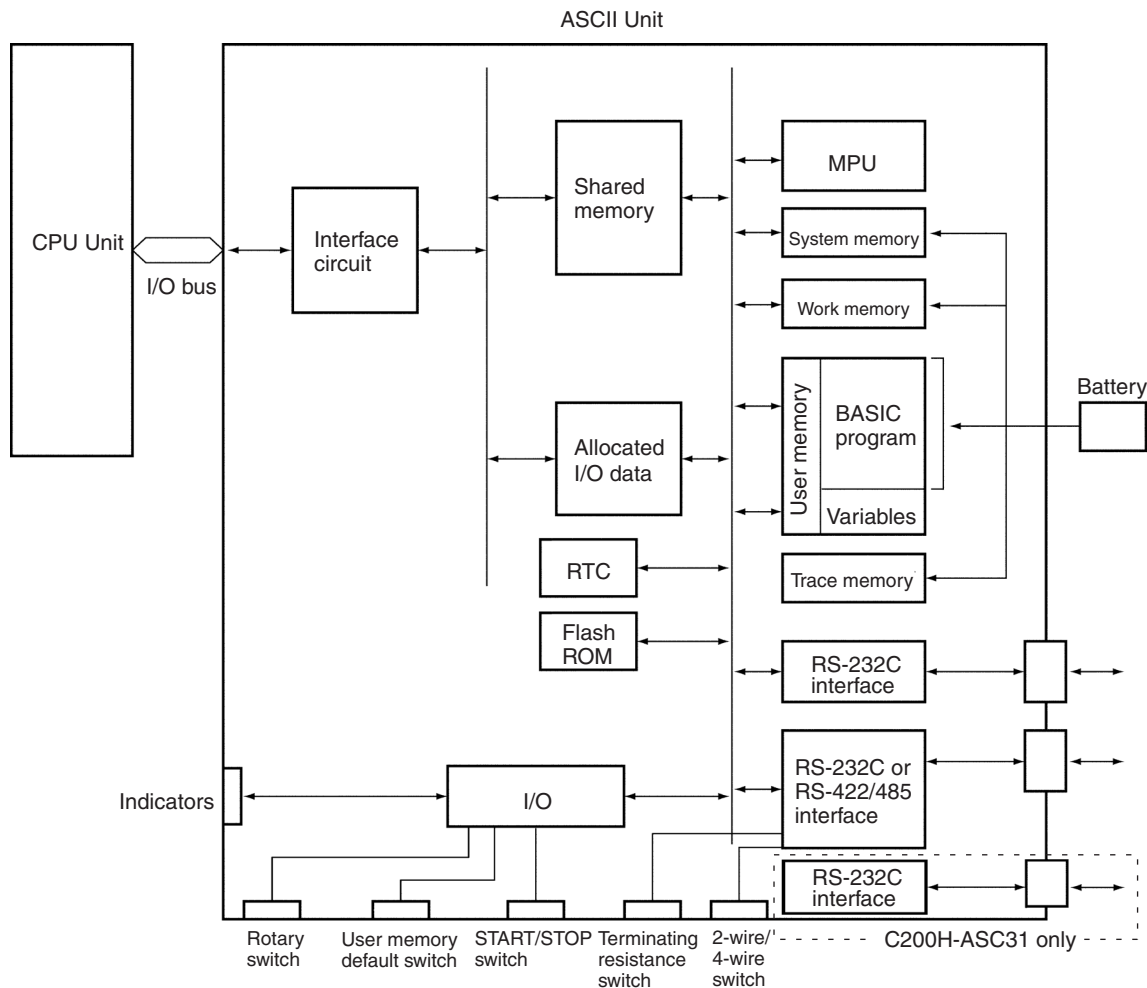 ASCII Unit
CPU Unit
I/O bus
Interface
circuit
Shared
memory
Allocated
I/O data
RTC
Flash
ROM
MPU
System memory
Work memory
User memory
BASIC
program
Variables
Trace memory
Battery
RS-232C
interface
RS-232C or
RS-422/485
interface
RS-232C
interface
C200H-ASC31 only
Indicators
I/O
Rotary
switch
User memory
default switch
START/STOP
switch
Terminating
resistance
switch
2-wire/
4-wire
switch